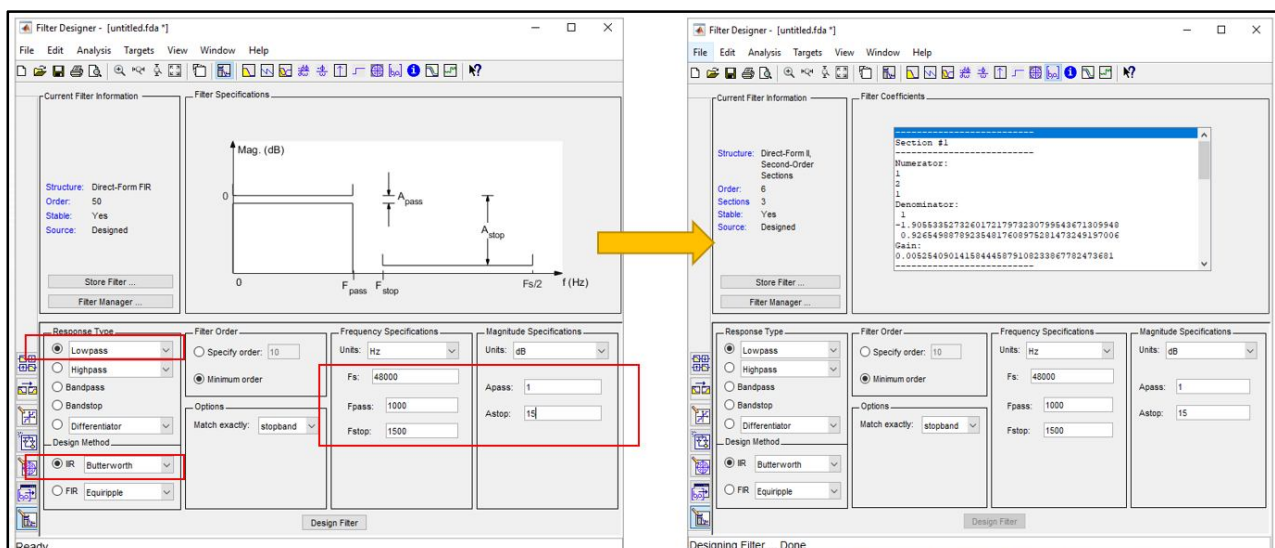 Filter Designer - [untitled.fda *]
File Edit Analysis Targets View Window Help
Current Filter Information
Structure: Direct-Form FIR
Order: 50
Stable: Yes
Source: Designed
Store Filter ...
Filter Manager ...
Filter Specifications
Mag. (dB)
0
Apass
Astop
0
Fpass
Fstop
Fs/2
f (Hz)
Response Type
Lowpass
Highpass
Bandpass
Bandstop
Differentiator
Design Method
IIR Butterworth
FIR Equiripple
Filter Order
Specify order: 10
Minimum order
Options
Match exactly: stopband
Frequency Specifications
Units: Hz
Fs: 48000
Fpass: 1000
Fstop: 1500
Magnitude Specifications
Units: dB
Apass: 1
Astop: 15
Design Filter
Ready
Filter Designer - [untitled.fda *]
File Edit Analysis Targets View Window Help
Current Filter Information
Structure: Direct-Form II,
Second-Order
Sections
Order: 6
Sections 3
Stable: Yes
Source: Designed
Store Filter ...
Filter Manager ...
Filter Coefficients
--------------------------
Section #1
--------------------------
Numerator:
1
2
1
Denominator:
1
-1.905533527326017217973230799543671309948
0.926549887892354817608975281473249197006
Gain:
0.005254090141584445879108233867782473681
--------------------------
Response Type
Lowpass
Highpass
Bandpass
Bandstop
Differentiator
Design Method
IIR Butterworth
FIR Equiripple
Filter Order
Specify order: 10
Minimum order
Options
Match exactly: stopband
Frequency Specifications
Units: Hz
Fs: 48000
Fpass: 1000
Fstop: 1500
Magnitude Specifications
Units: dB
Apass: 1
Astop: 15
Design Filter
Designing Filter ... Done